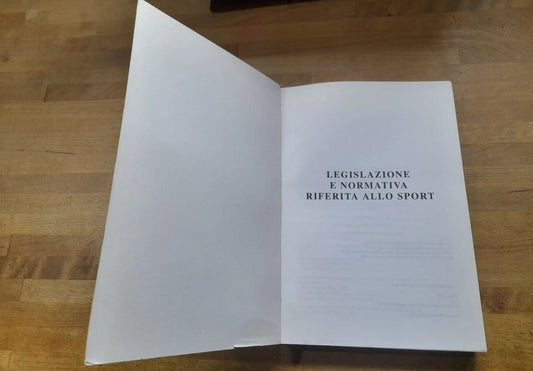 LEGISLAZIONE
E NORMATIVA
RIFERITA ALLO SPORT